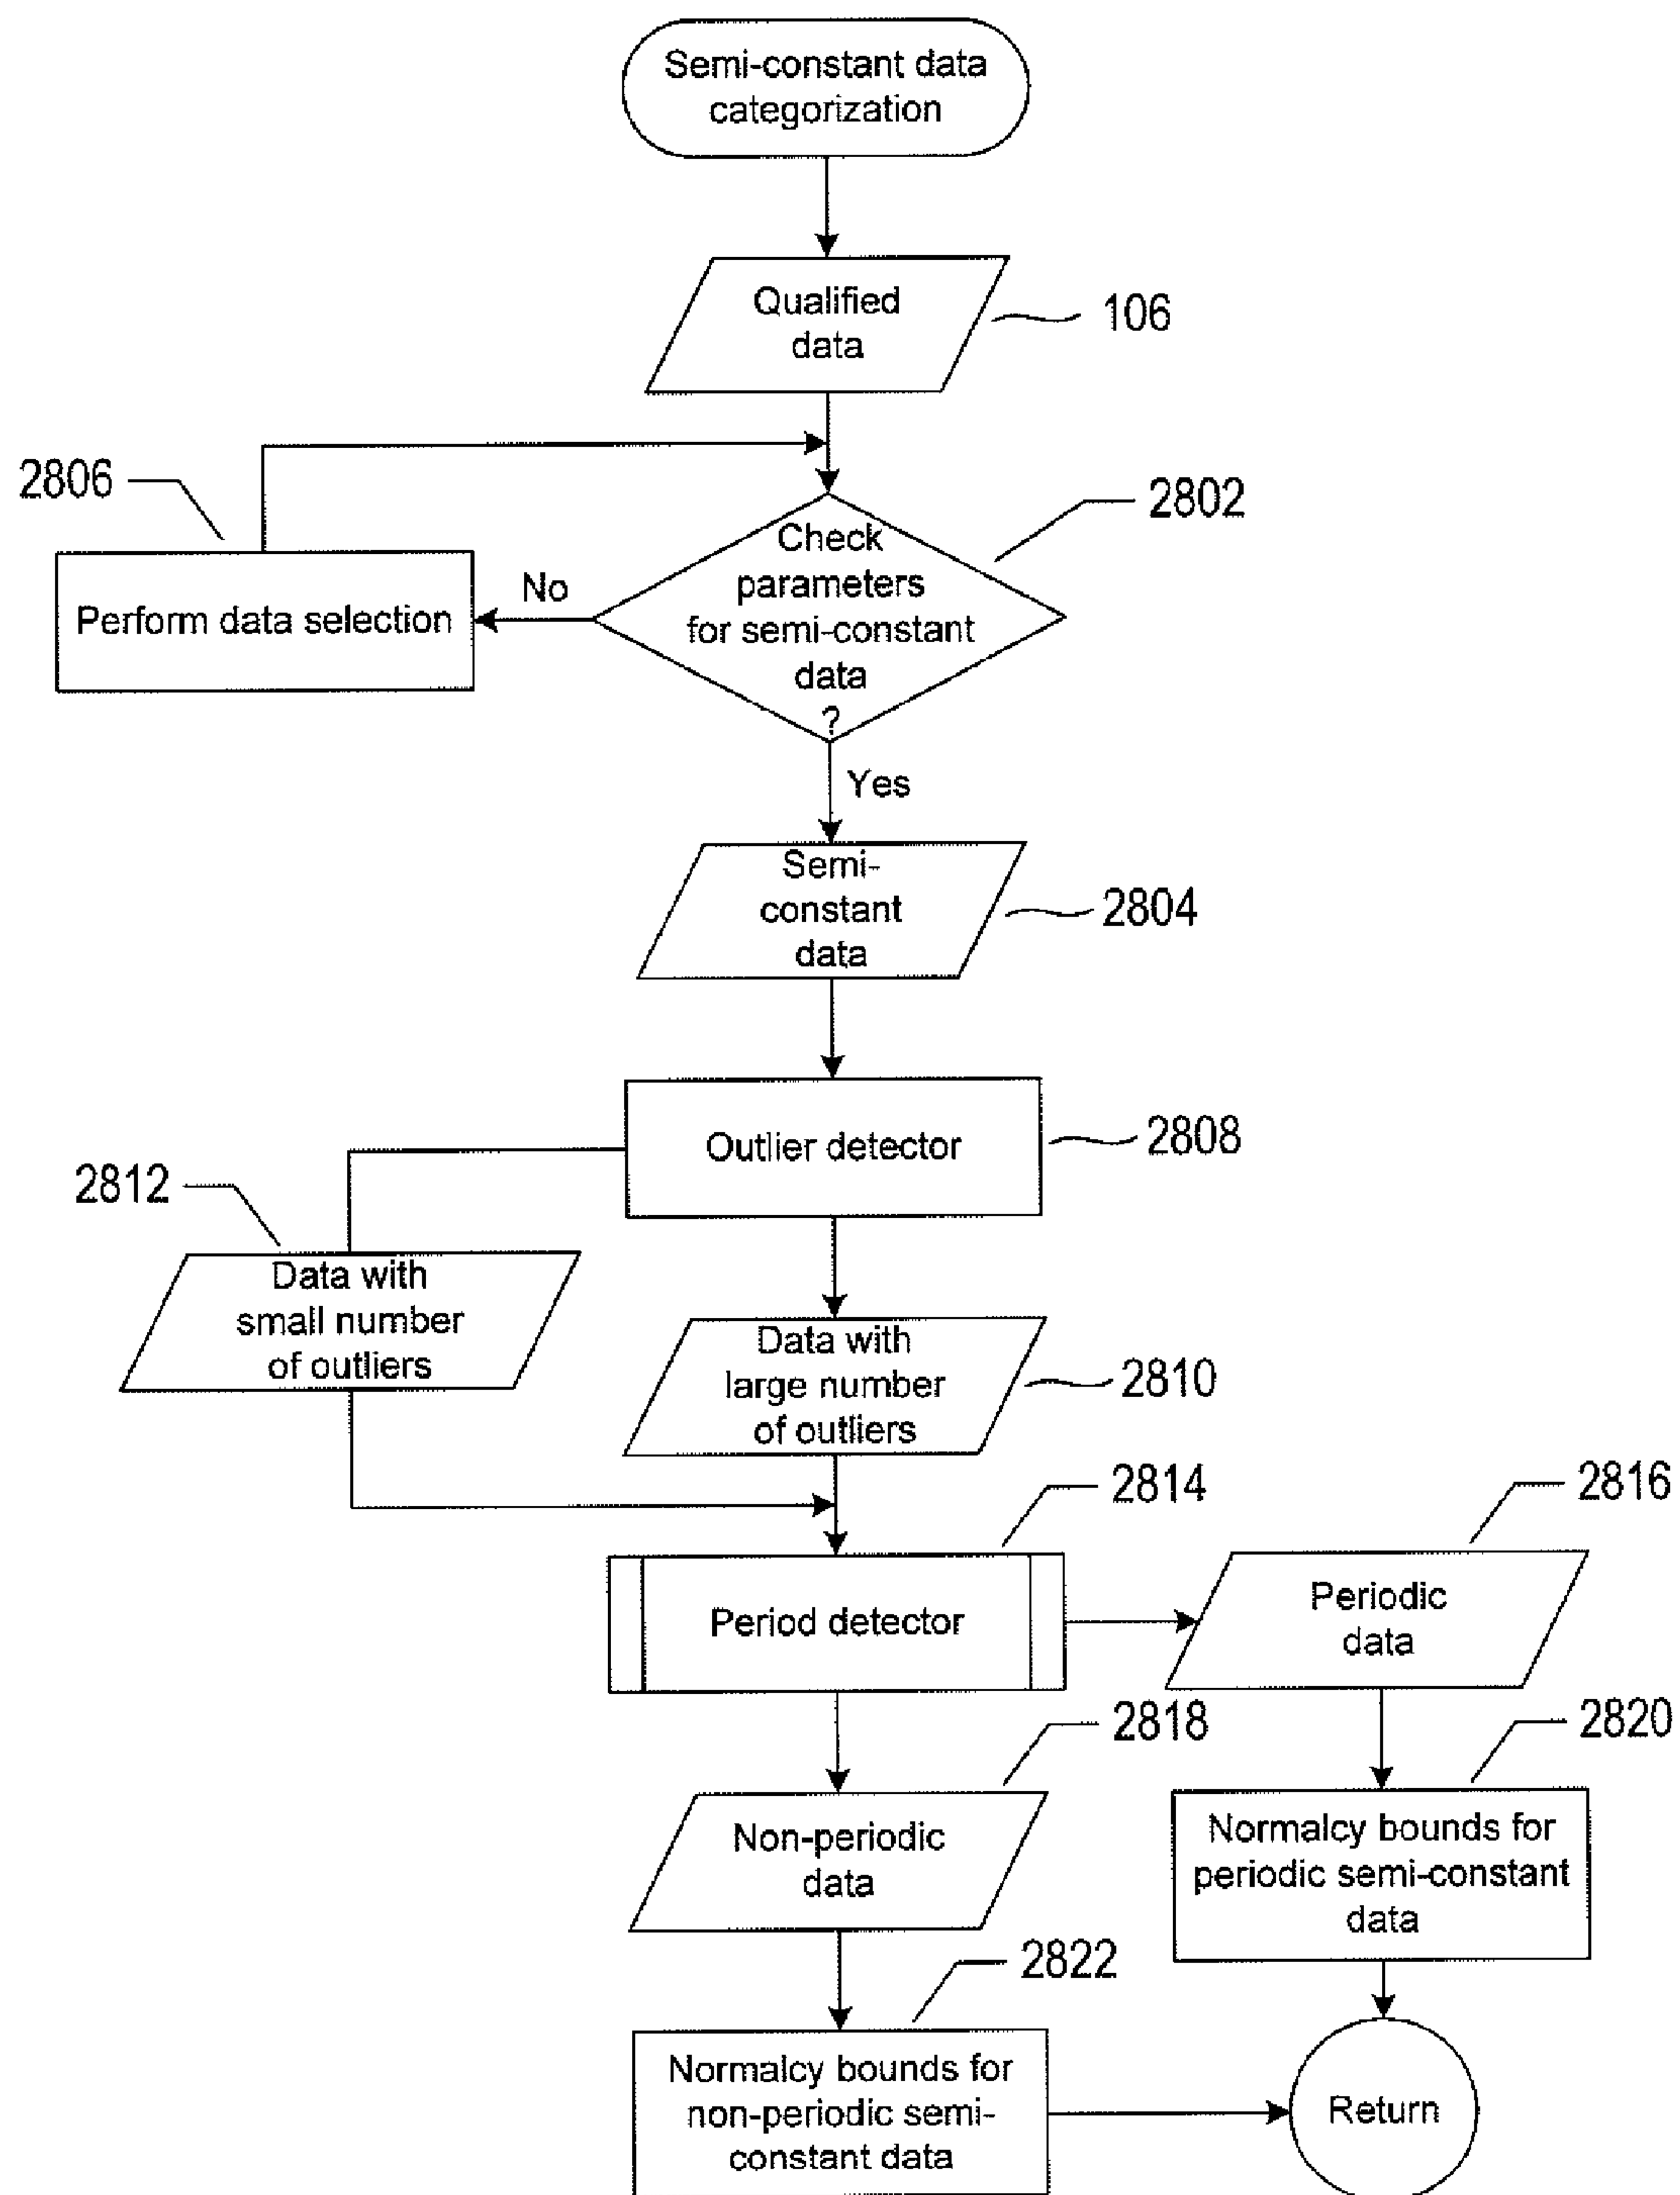 Semi-constant data
categorization
Qualified
data
106
2806
2802
Check
parameters
for semi-constant
data
?
No
Perform data selection
Yes
Semi-
constant
data
2804
Outlier detector
2808
2812
Data with
small number
of outliers
Data with
large number
of outliers
2810
2814
2816
Period detector
Periodic
data
2818
2820
Non-periodic
data
Normalcy bounds for
periodic semi-constant
data
2822
Normalcy bounds for
non-periodic semi-
constant data
Return